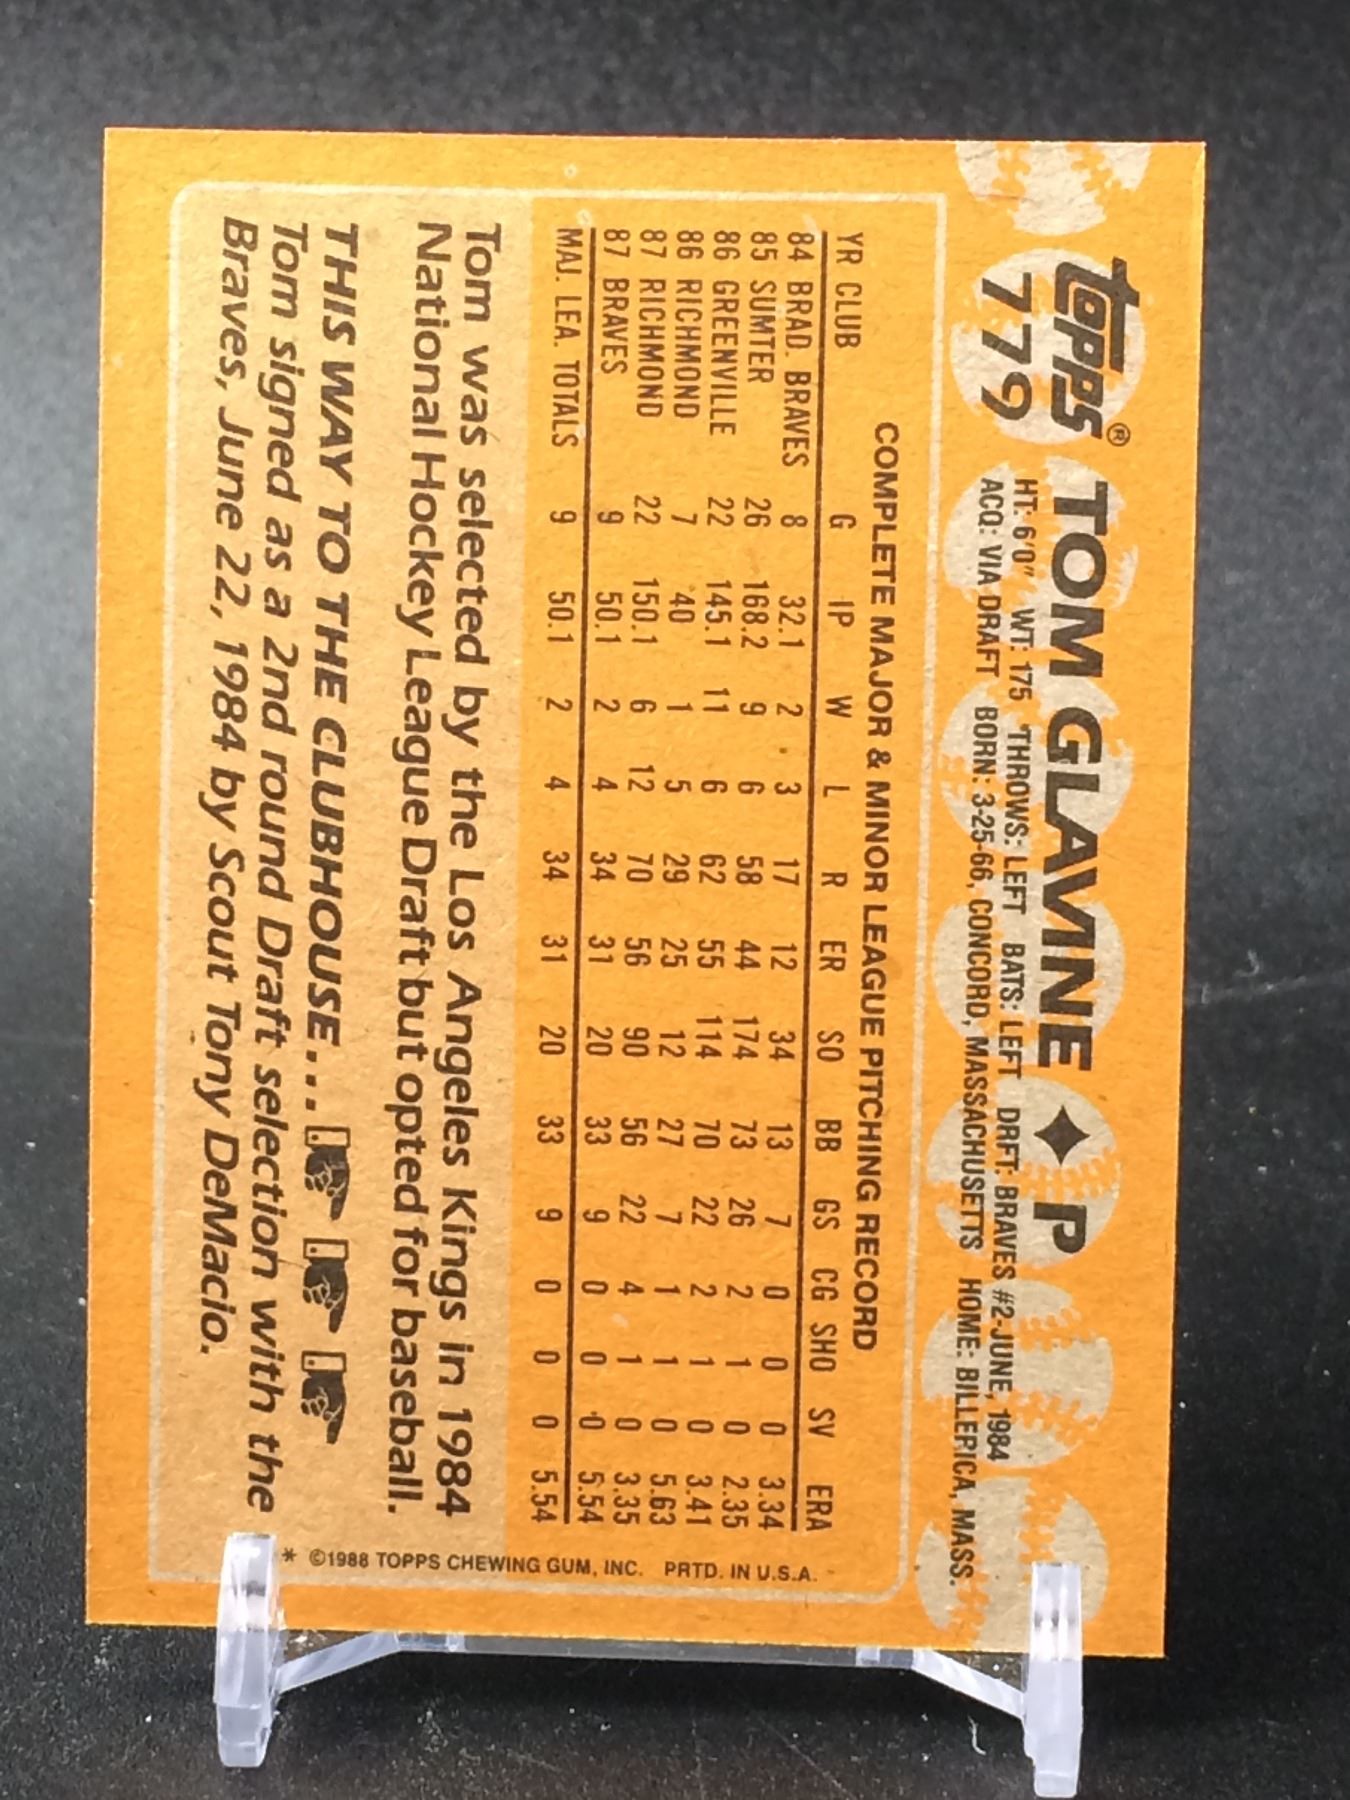 topps® TOM GLAVINE ✦ P
779 HT: 6'0" WT: 175 THROWS: LEFT BATS: LEFT DRFT: BRAVES #2-JUNE, 1984
ACQ: VIA DRAFT BORN: 3-25-66, CONCORD, MASSACHUSETTS HOME: BILLERICA, MASS.
COMPLETE MAJOR & MINOR LEAGUE PITCHING RECORD
YR CLUB G IP W L R ER SO BB GS CG SHO SV ERA
84 BRAD. BRAVES 8 32.1 2 3 17 12 34 13 7 0 0 0 3.34
85 SUMTER 26 168.2 9 6 58 44 174 73 26 2 1 0 2.35
86 GREENVILLE 22 145.1 11 6 62 55 114 70 22 2 1 0 3.41
86 RICHMOND 7 40 1 5 29 25 12 27 7 1 1 0 5.63
87 RICHMOND 22 150.1 6 12 70 56 90 56 22 4 1 0 3.35
87 BRAVES 9 50.1 2 4 34 31 20 33 9 0 0 0 5.54
MAJ. LEA. TOTALS 9 50.1 2 4 34 31 20 33 9 0 0 0 5.54
Tom was selected by the Los Angeles Kings in 1984
National Hockey League Draft but opted for baseball.
THIS WAY TO THE CLUBHOUSE...
Tom signed as a 2nd round Draft selection with the
Braves, June 22, 1984 by Scout Tony DeMacio.
* ©1988 TOPPS CHEWING GUM, INC. PRTD. IN U.S.A.